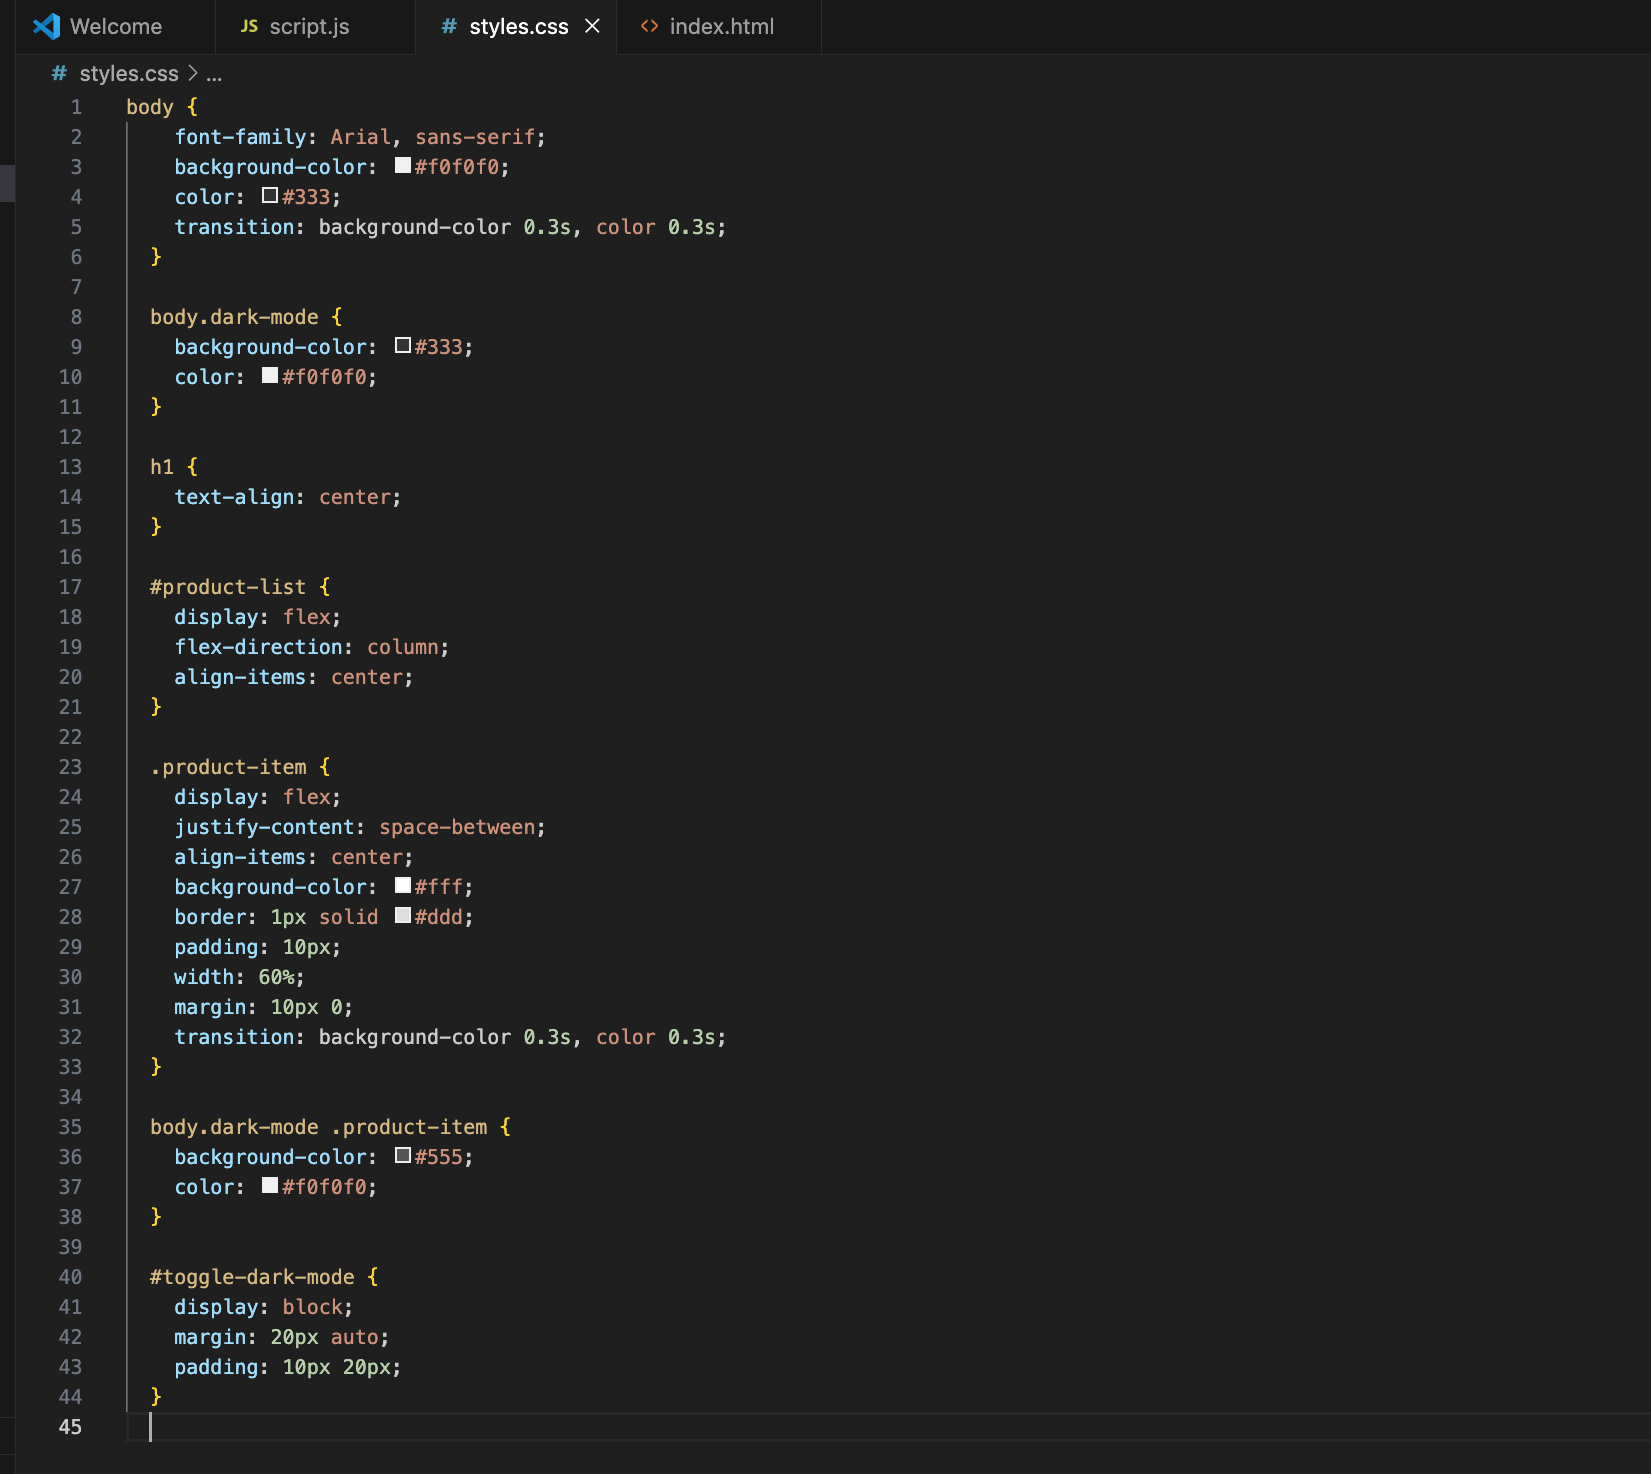 Welcome
JS script.js
# styles.css
<> index.html
# styles.css > ...
1 body {
2 font-family: Arial, sans-serif;
3 background-color: #f0f0f0;
4 color: #333;
5 transition: background-color 0.3s, color 0.3s;
6 }
7
8 body.dark-mode {
9 background-color: #333;
10 color: #f0f0f0;
11 }
12
13 h1 {
14 text-align: center;
15 }
16
17 #product-list {
18 display: flex;
19 flex-direction: column;
20 align-items: center;
21 }
22
23 .product-item {
24 display: flex;
25 justify-content: space-between;
26 align-items: center;
27 background-color: #fff;
28 border: 1px solid #ddd;
29 padding: 10px;
30 width: 60%;
31 margin: 10px 0;
32 transition: background-color 0.3s, color 0.3s;
33 }
34
35 body.dark-mode .product-item {
36 background-color: #555;
37 color: #f0f0f0;
38 }
39
40 #toggle-dark-mode {
41 display: block;
42 margin: 20px auto;
43 padding: 10px 20px;
44 }
45